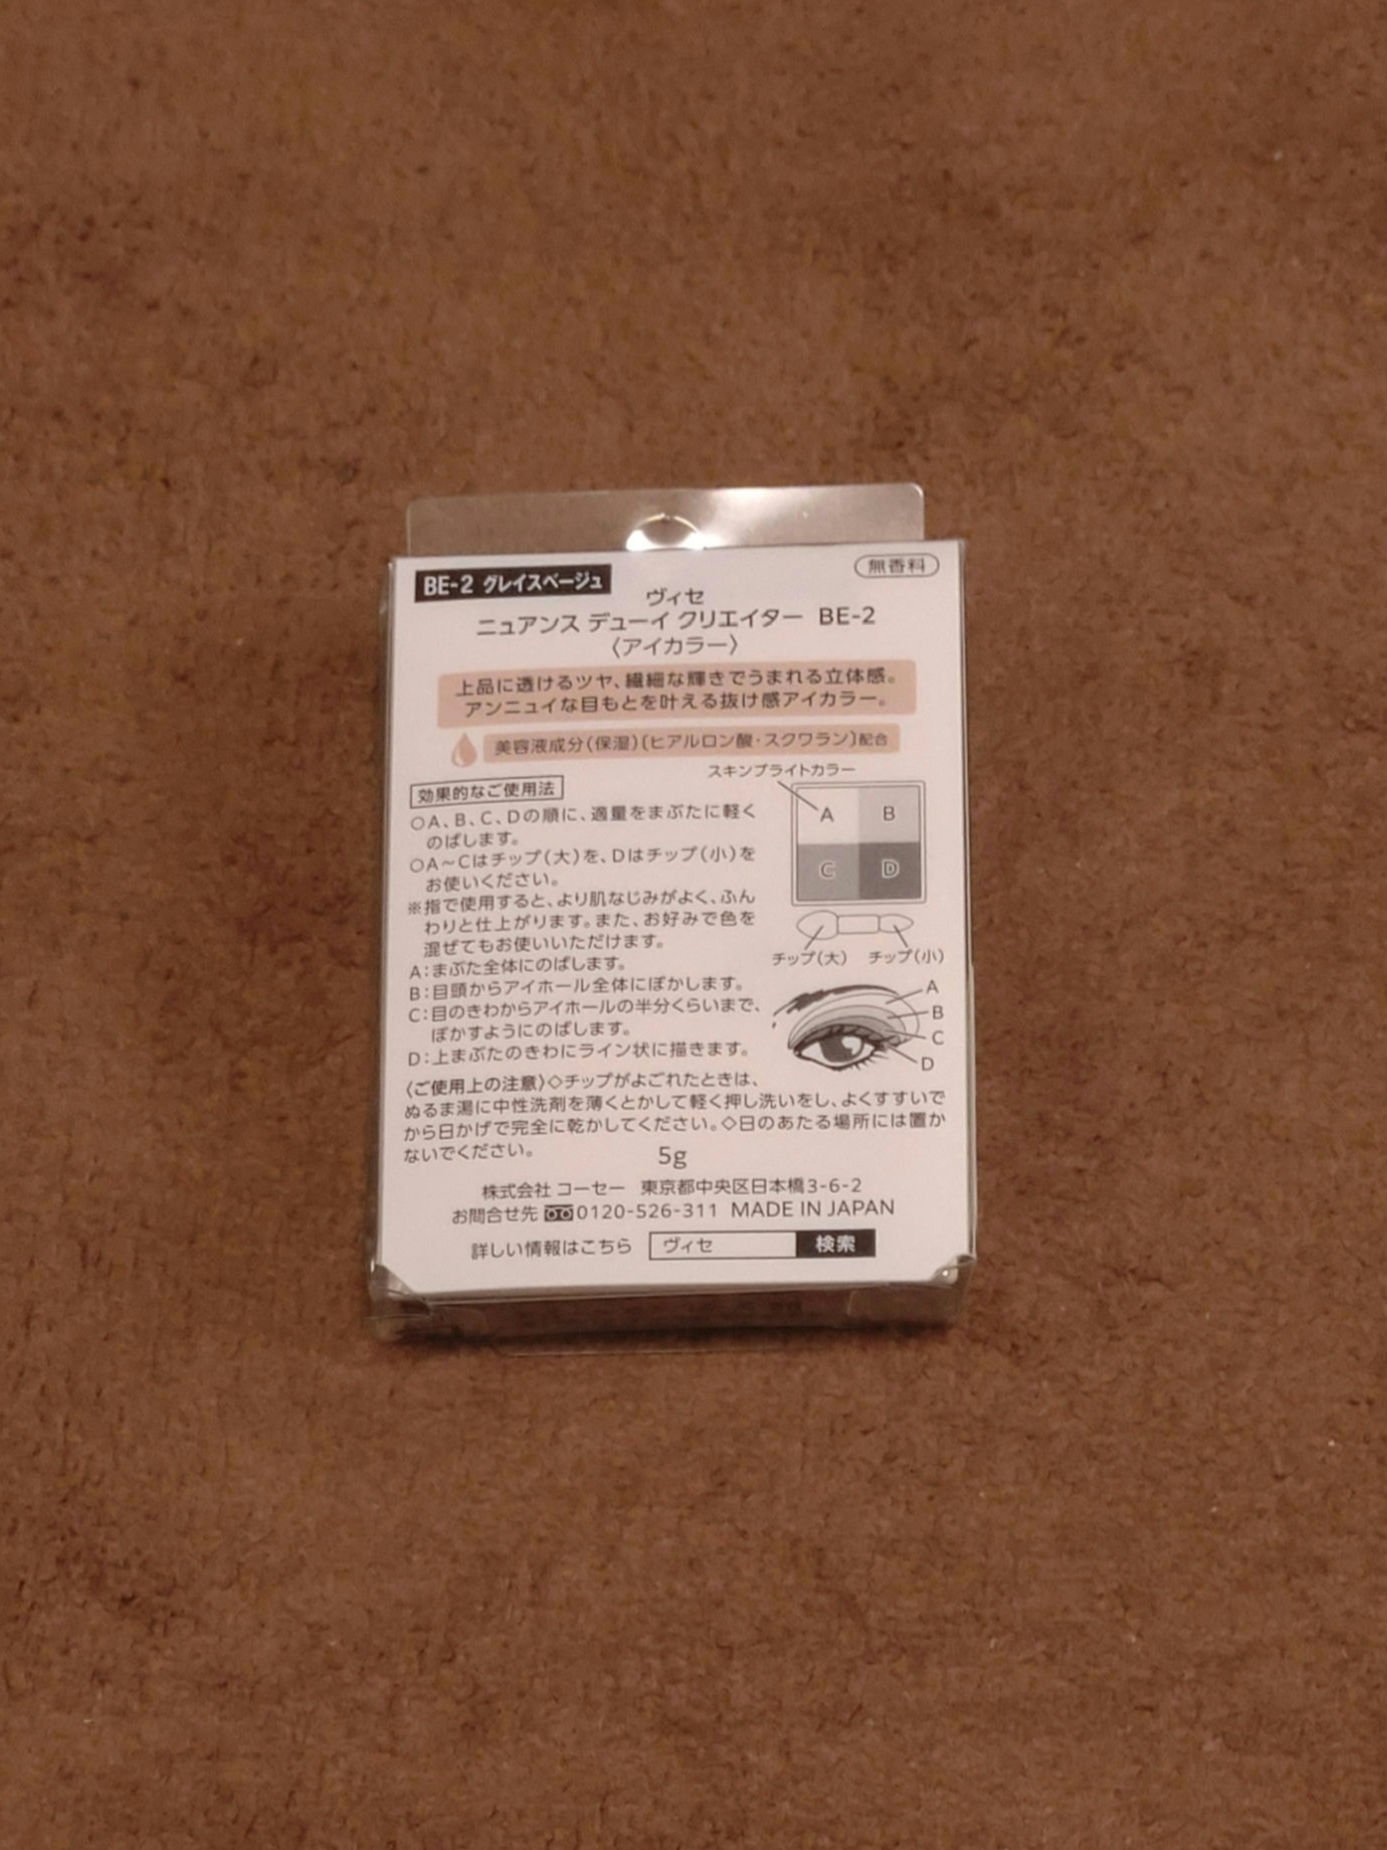 BE-2 グレイスベージュ
無香料
ヴィセ
ニュアンス デューイ クリエイター BE-2
〈アイカラー〉
上品に透けるツヤ、繊細な輝きでうまれる立体感。
アンニュイな目もとを叶える抜け感アイカラー。
美容液成分(保湿)〔ヒアルロン酸・スクワラン〕配合
効果的なご使用法
○A、B、C、Dの順に、適量をまぶたに軽く
のばします。
○A~Cはチップ(大)を、Dはチップ(小)を
お使いください。
※指で使用すると、より肌なじみがよく、ふん
わりと仕上がります。また、お好みで色を
混ぜてもお使いいただけます。
A:まぶた全体にのばします。
B:目頭からアイホール全体にぼかします。
C:目のきわからアイホールの半分くらいまで、
ぼかすようにのばします。
D:上まぶたのきわにライン状に描きます。
スキンブライトカラー
A B
C D
チップ(大) チップ(小)
A
B
C
D
〈ご使用上の注意〉◇チップがよごれたときは、
ぬるま湯に中性洗剤を薄くとかして軽く押し洗いをし、よくすすいで
から日かげで完全に乾かしてください。◇日のあたる場所には置か
ないでください。
5g
株式会社 コーセー 東京都中央区日本橋3-6-2
お問合せ先 0120-526-311 MADE IN JAPAN
詳しい情報はこちら ヴィセ 検索